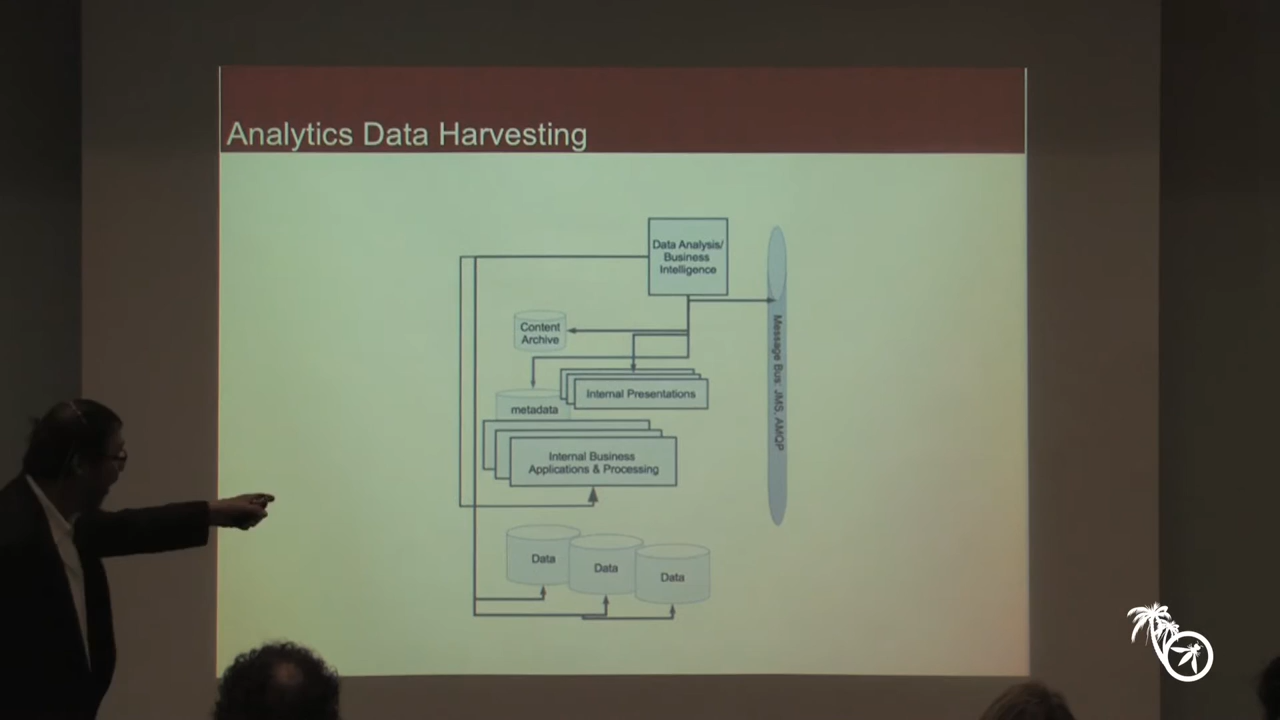 Analytics Data Harvesting
Data Analysis/
Business
Intelligence
Content
Archive
Internal Presentations
metadata
Internal Business
Applications & Processing
Message Bus: JMS, AMQP
Data
Data
Data